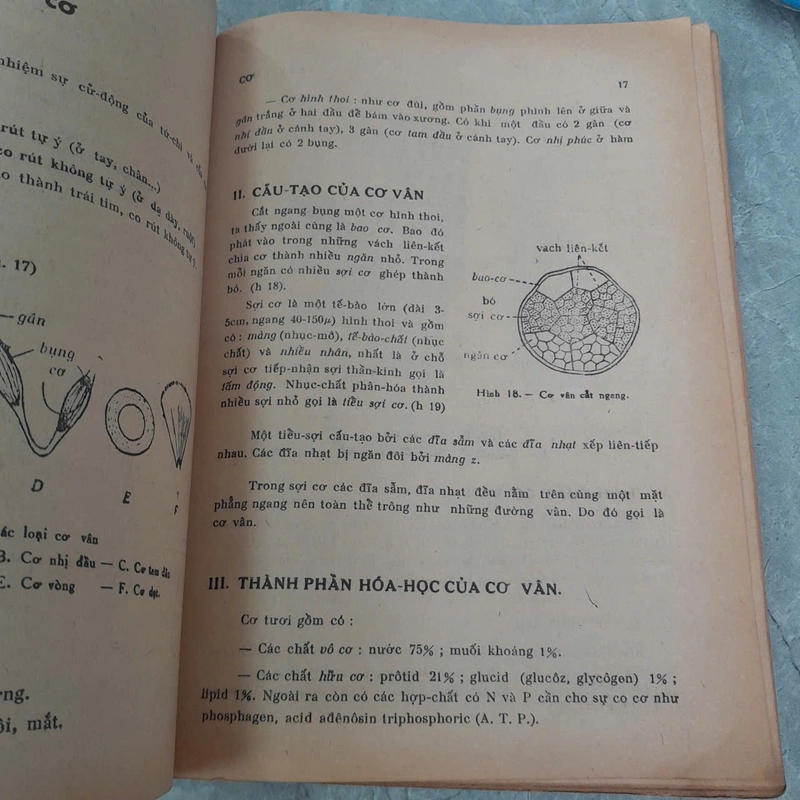 cơ
nhiệm sự cử-động của tứ-chi và
rút tự ý (ở tay, chân...)
co rút không tự ý (ở dạ dày, ruột)
o thành trái tim, co rút không tự ý.
. 17)
gân
bụng
cơ
D
E
F
ác loại cơ vân
B. Cơ nhị đầu — C. Cơ tam đầu
E. Cơ vòng — F. Cơ dẹt.
ng.
ôi, mắt.
CƠ
17
— Cơ hình thoi : như cơ đùi, gồm phần bụng phình lên ở giữa và
gân trắng ở hai đầu để bám vào xương. Có khi một đầu có 2 gân (cơ
nhị đầu ở cánh tay), 3 gân (cơ tam đầu ở cánh tay). Cơ nhị phúc ở hàm
dưới lại có 2 bụng.
II. CẤU-TẠO CỦA CƠ VÂN
Cắt ngang bụng một cơ hình thoi,
ta thấy ngoài cùng là bao cơ. Bao đó
phát vào trong những vách liên-kết
chia cơ thành nhiều ngăn nhỏ. Trong
mỗi ngăn có nhiều sợi cơ ghép thành
bó. (h 18).
Sợi cơ là một tế-bào lớn (dài 3-
5cm, ngang 40-150μ) hình thoi và gồm
có : màng (nhục-mô), tế-bào-chất (nhục
chất) và nhiều nhân, nhất là ở chỗ
sợi cơ tiếp-nhận sợi thần-kinh gọi là
tấm động. Nhục-chất phân-hóa thành
nhiều sợi nhỏ gọi là tiểu sợi cơ. (h 19)
vách liên-kết
bao-cơ
bó
sợi cơ
ngăn cơ
Hình 18. — Cơ vân cắt ngang.
Một tiểu-sợi cấu-tạo bởi các đĩa sẫm và các đĩa nhạt xếp liên-tiếp
nhau. Các đĩa nhạt bị ngăn đôi bởi màng z.
Trong sợi cơ các đĩa sẫm, đĩa nhạt đều nằm trên cùng một mặt
phẳng ngang nên toàn thể trông như những đường vân. Do đó gọi là
cơ vân.
III. THÀNH PHẦN HÓA-HỌC CỦA CƠ VÂN.
Cơ tươi gồm có :
— Các chất vô cơ : nước 75% ; muối khoáng 1%.
— Các chất hữu cơ : prôtid 21% ; glucid (glucôz, glycôgen) 1% ;
lipid 1%. Ngoài ra còn có các hợp-chất có N và P cần cho sự co cơ như
phosphagen, acid adênôsin triphosphoric (A. T. P.).